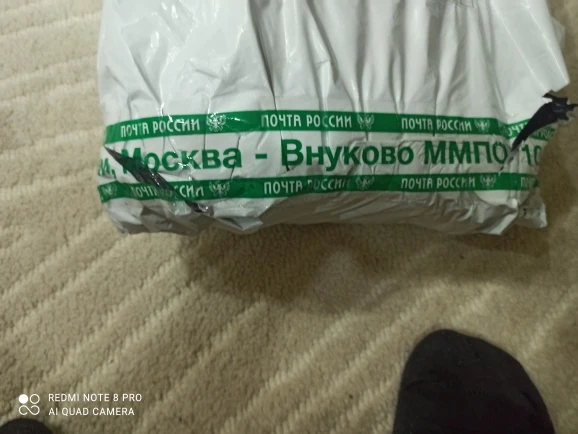 ПОЧТА РОССИИ ПОЧТА РОССИИ ПОЧТА РОССИИ
Москва - Внуково ММПО
ПОЧТА РОССИИ ПОЧТА РОССИИ ПОЧТА РОССИИ
REDMI NOTE 8 PRO
AI QUAD CAMERA